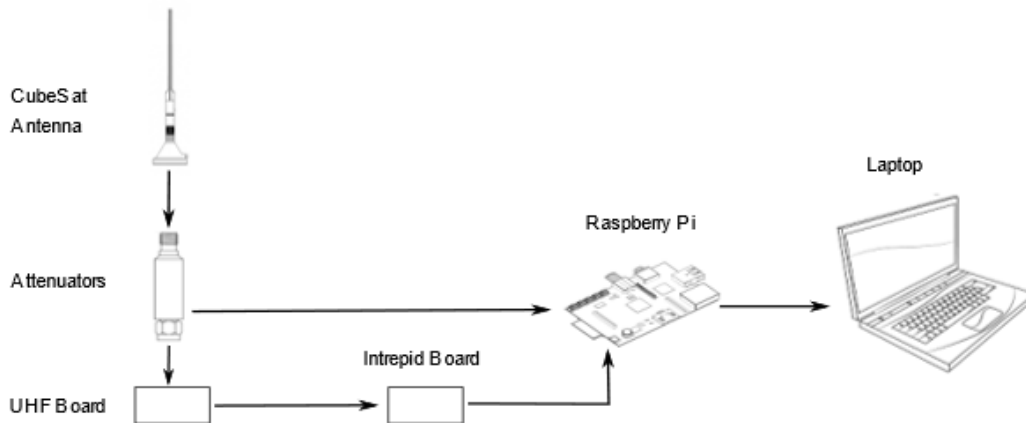 CubeSat
Antenna
Laptop
Raspberry Pi
Attenuators
Intrepid Board
UHF Board